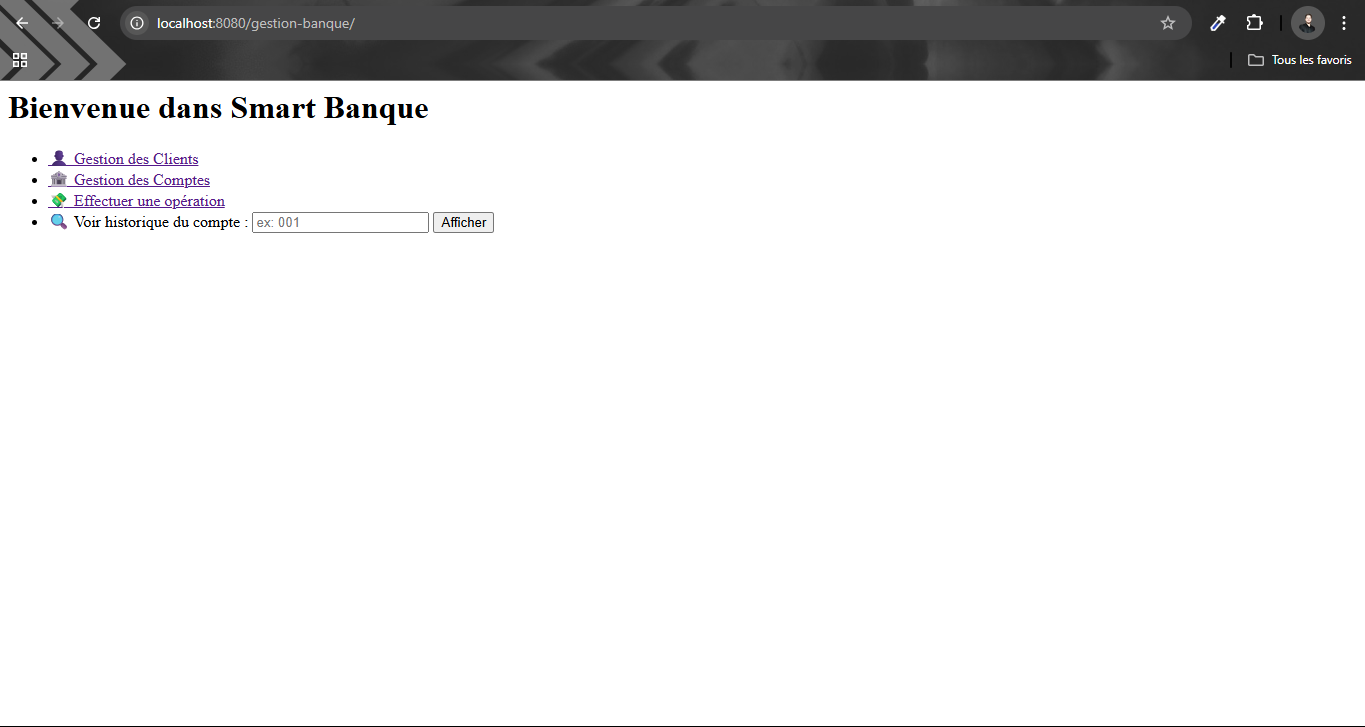 localhost:8080/gestion-banque/
Tous les favoris
Bienvenue dans Smart Banque
👤 Gestion des Clients
🏦 Gestion des Comptes
💸 Effectuer une opération
🔍 Voir historique du compte : ex: 001 Afficher